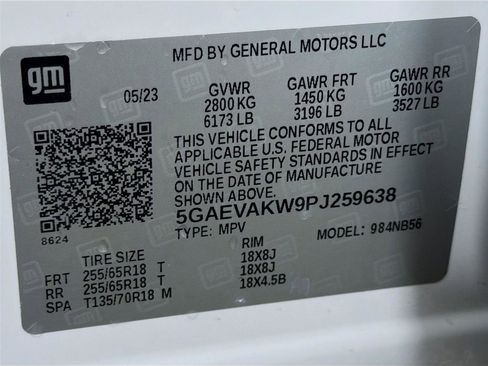 MFD BY GENERAL MOTORS LLC
gm
05/23 GVWR GAWR FRT GAWR RR
2800 KG 1450 KG 1600 KG
6173 LB 3196 LB 3527 LB
THIS VEHICLE CONFORMS TO ALL
APPLICABLE U.S. FEDERAL MOTOR
VEHICLE SAFETY STANDARDS IN EFFECT
ON THE DATE OF MANUFACTURE
SHOWN ABOVE.
5GAEVAKW9PJ259638
8624 TYPE: MPV MODEL: 984NB56
TIRE SIZE RIM
FRT 255/65R18 T 18X8J
RR 255/65R18 T 18X8J
SPA T135/70R18 M 18X4.5B